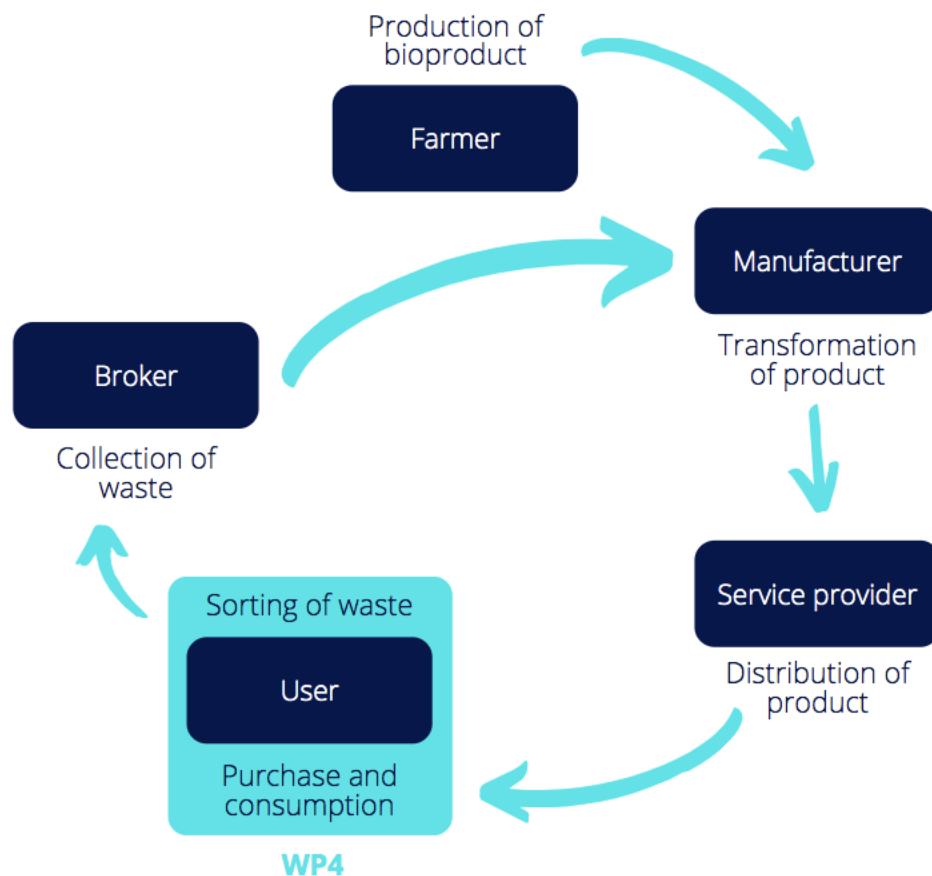 Production of
bioproduct
Farmer
Manufacturer
Transformation
of product
Broker
Collection of
waste
Service provider
Distribution of
product
Sorting of waste
User
Purchase and
consumption
WP4